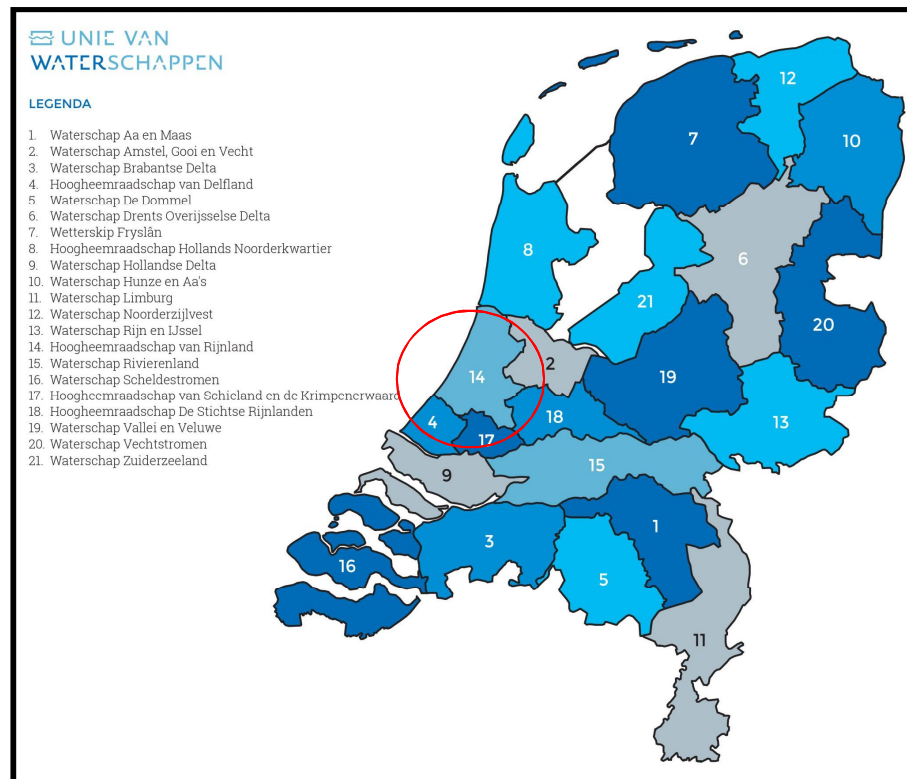 UNIE VAN
WATERSCHAPPEN
LEGENDA
1. Waterschap Aa en Maas
2. Waterschap Amstel, Gooi en Vecht
3. Waterschap Brabantse Delta
4. Hoogheemraadschap van Delfland
5 Waterschap De Dommel
6. Waterschap Drents Overijsselse Delta
7. Wetterskip Fryslân
8. Hoogheemraadschap Hollands Noorderkwartier
9. Waterschap Hollandse Delta
10. Waterschap Hunze en Aa's
11. Waterschap Limburg
12. Waterschap Noorderzijlvest
13. Waterschap Rijn en IJssel
14. Hoogheemraadschap van Rijnland
15. Waterschap Rivierenland
16. Waterschap Scheldestromen
17. Hoogheemraadschap van Schieland en de Krimpenerwaard
18. Hoogheemraadschap De Stichtse Rijnlanden
19. Waterschap Vallei en Veluwe
20. Waterschap Vechtstromen
21. Waterschap Zuiderzeeland
12
7
10
8
6
21
20
2
14
19
4
18
13
17
15
9
1
3
16
5
11